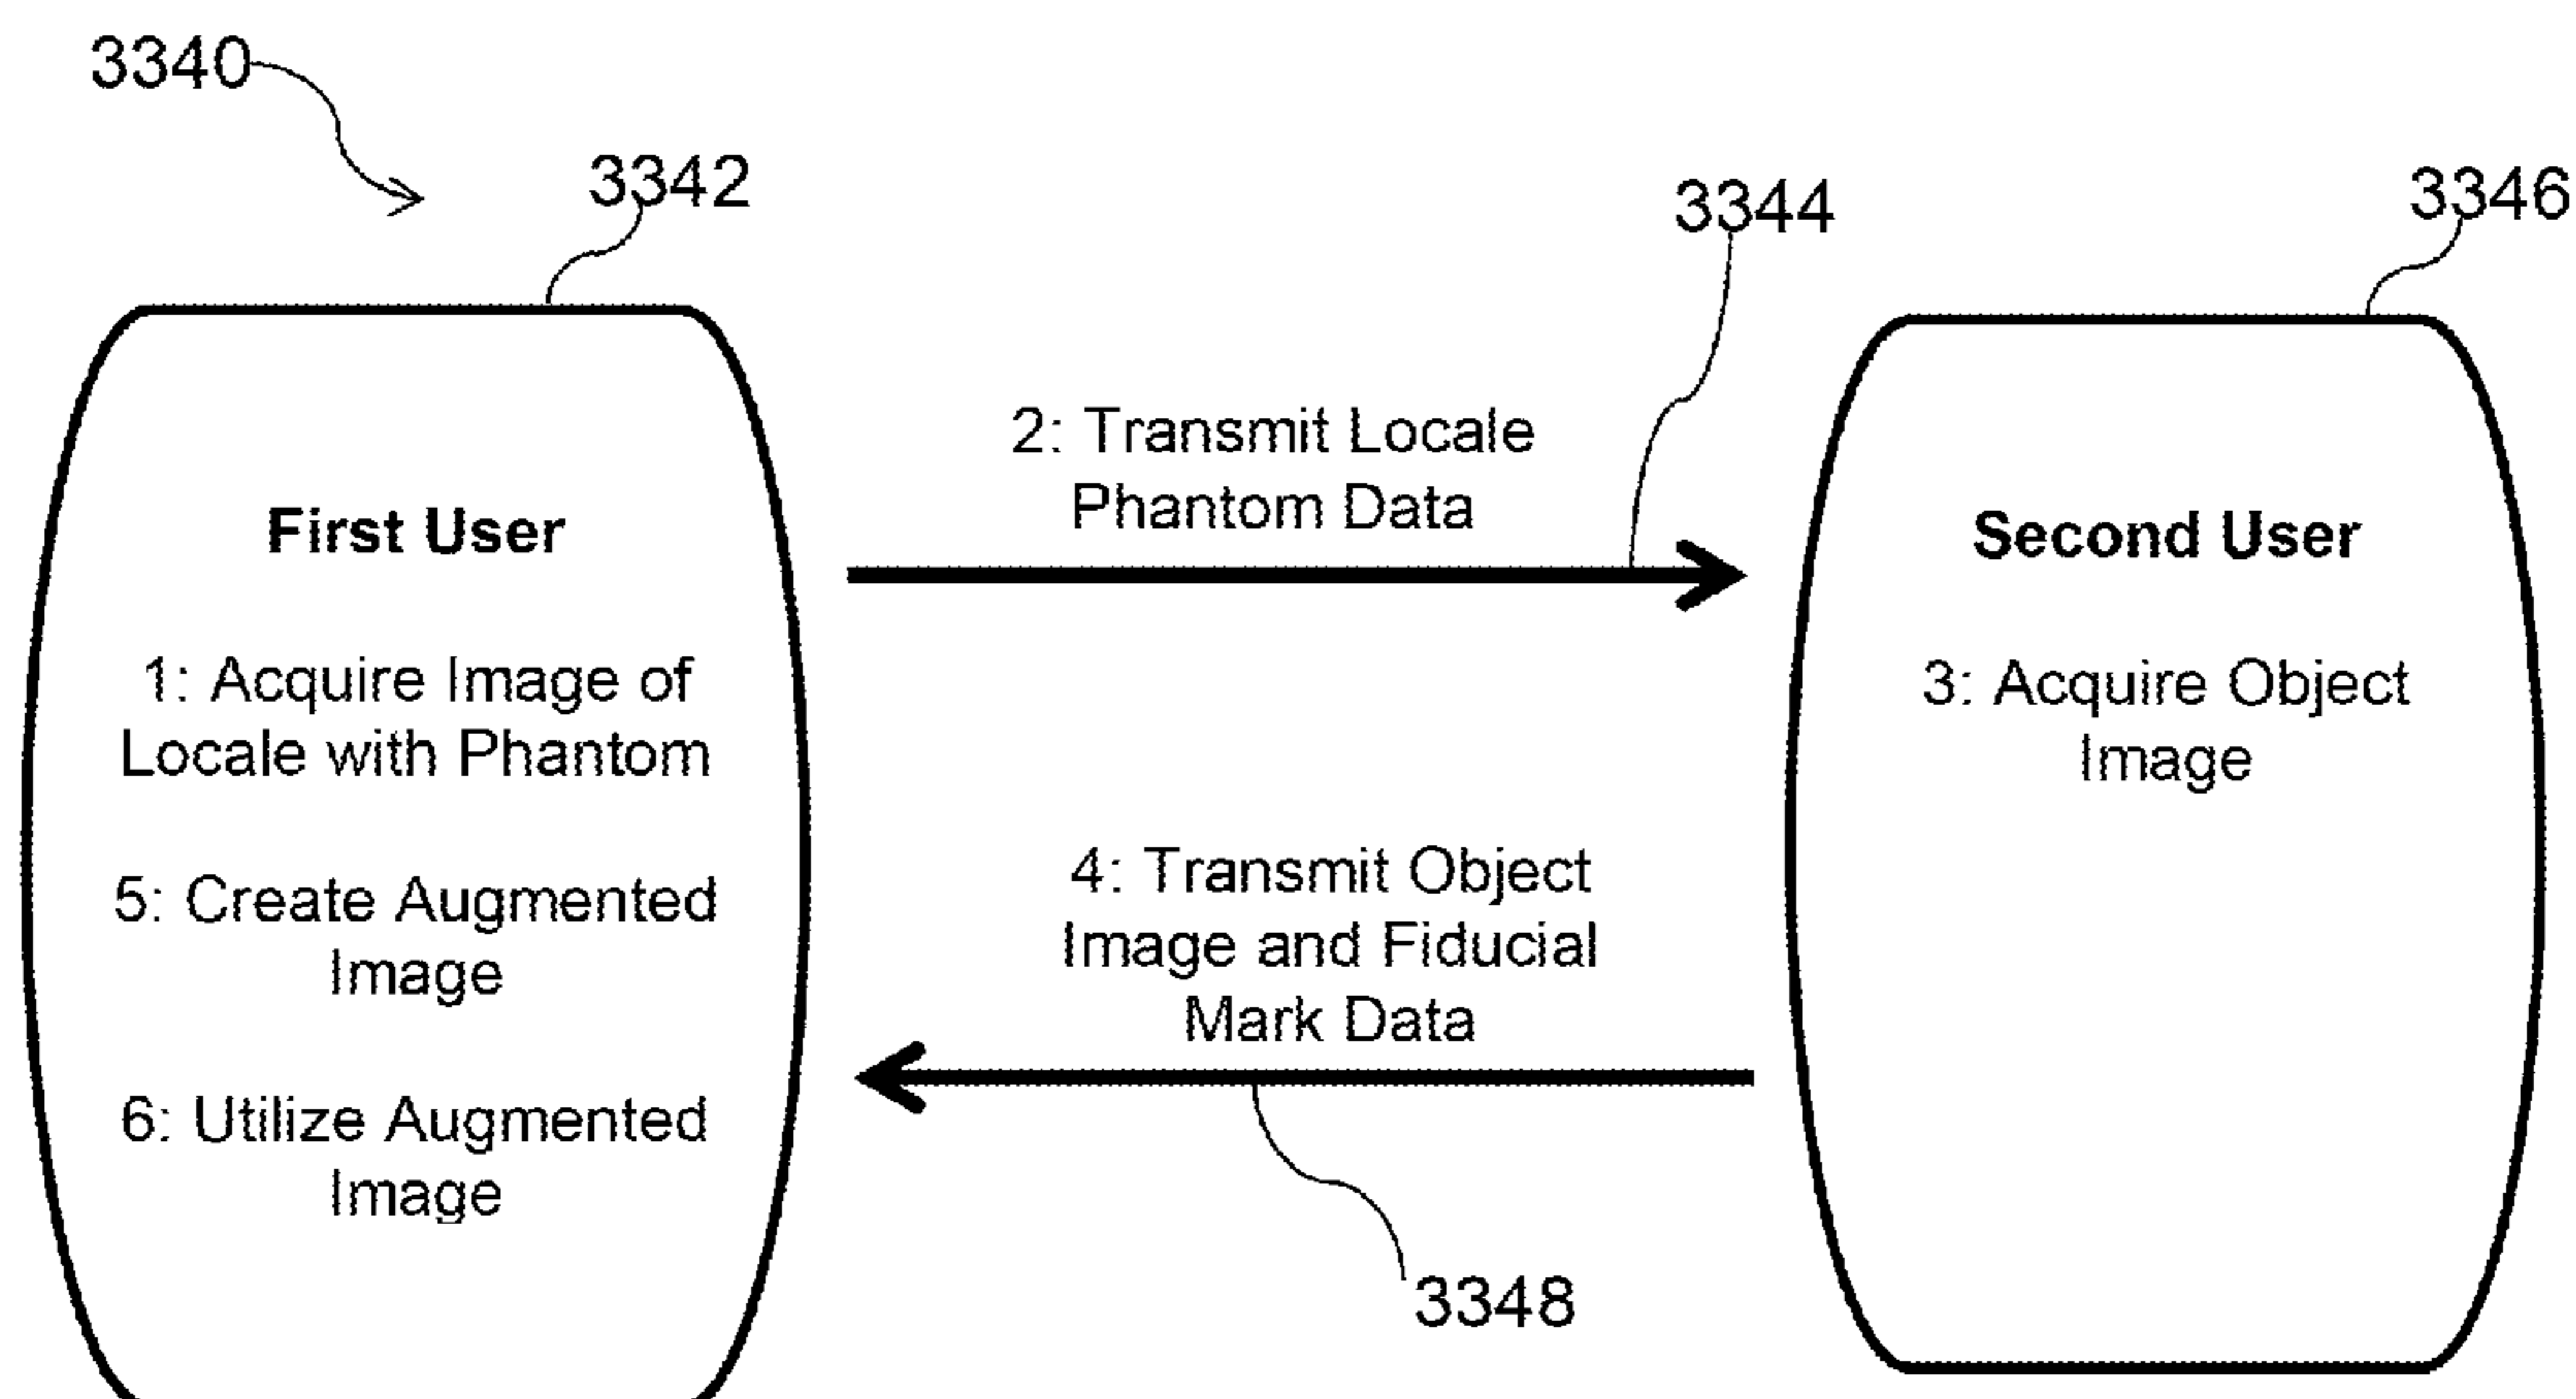 3340
3342
3344
3346
First User
1: Acquire Image of
Locale with Phantom
5: Create Augmented
Image
6: Utilize Augmented
Image
2: Transmit Locale
Phantom Data
4: Transmit Object
Image and Fiducial
Mark Data
3348
Second User
3: Acquire Object
Image